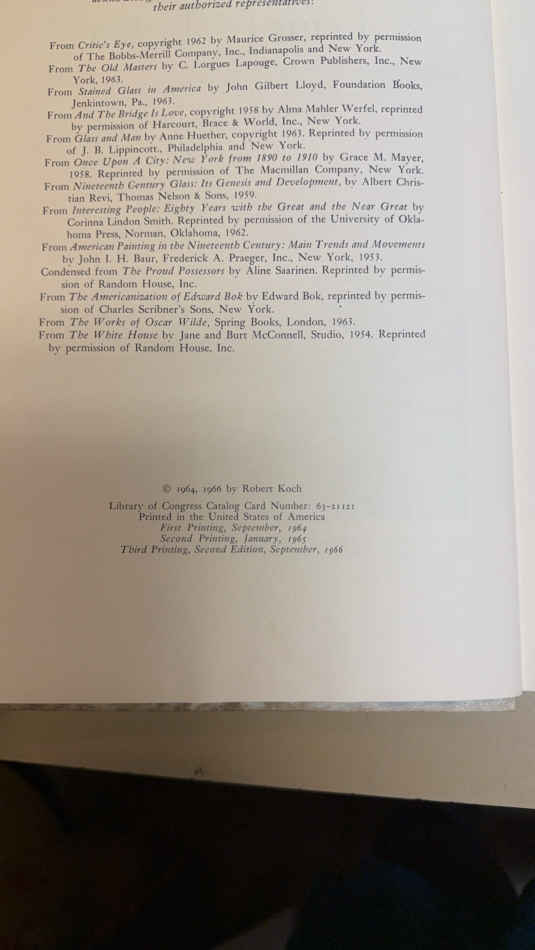 their authorized representatives:
From Critic's Eye, copyright 1962 by Maurice Grosser, reprinted by permission
of The Bobbs-Merrill Company, Inc., Indianapolis and New York.
From The Old Masters by C. Lorgues Lapouge, Crown Publishers, Inc., New
York, 1963.
From Stained Glass in America by John Gilbert Lloyd, Foundation Books,
Jenkintown, Pa., 1963.
From And The Bridge Is Love, copyright 1958 by Alma Mahler Werfel, reprinted
by permission of Harcourt, Brace & World, Inc., New York.
From Glass and Man by Anne Huether, copyright 1963. Reprinted by permission
of J. B. Lippincott., Philadelphia and New York.
From Once Upon A City: New York from 1890 to 1910 by Grace M. Mayer,
1958. Reprinted by permission of The Macmillan Company, New York.
From Nineteenth Century Glass: Its Genesis and Development, by Albert Chris-
tian Revi, Thomas Nelson & Sons, 1959.
From Interesting People: Eighty Years with the Great and the Near Great by
Corinna Lindon Smith. Reprinted by permission of the University of Okla-
homa Press, Norman, Oklahoma, 1962.
From American Painting in the Nineteenth Century: Main Trends and Movements
by John I. H. Baur, Frederick A. Praeger, Inc., New York, 1953.
Condensed from The Proud Possessors by Aline Saarinen. Reprinted by permis-
sion of Random House, Inc.
From The Americanization of Edward Bok by Edward Bok, reprinted by permis-
sion of Charles Scribner's Sons, New York.
From The Works of Oscar Wilde, Spring Books, London, 1963.
From The White House by Jane and Burt McConnell, Studio, 1954. Reprinted
by permission of Random House, Inc.
© 1964, 1966 by Robert Koch
Library of Congress Catalog Card Number: 63-21121
Printed in the United States of America
First Printing, September, 1964
Second Printing, January, 1965
Third Printing, Second Edition, September, 1966